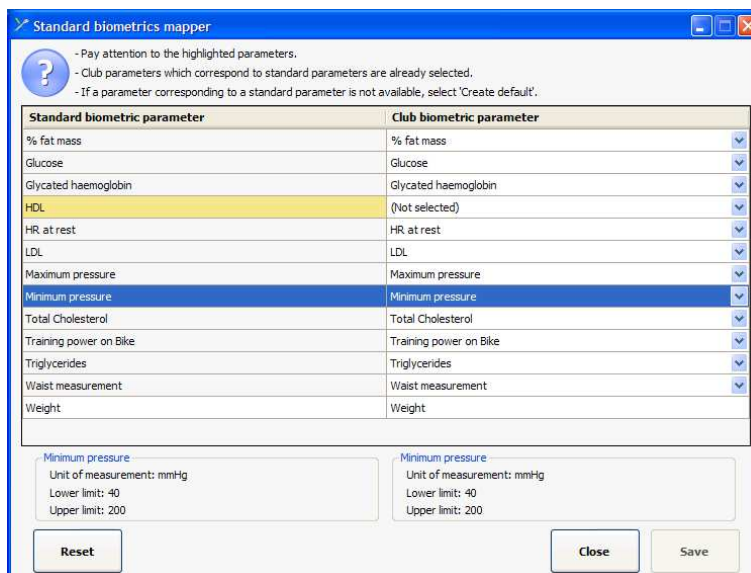 Standard biometrics mapper
- Pay attention to the highlighted parameters.
- Club parameters which correspond to standard parameters are already selected.
- If a parameter corresponding to a standard parameter is not available, select 'Create default'.
Standard biometric parameter Club biometric parameter
% fat mass % fat mass
Glucose Glucose
Glycated haemoglobin Glycated haemoglobin
HDL (Not selected)
HR at rest HR at rest
LDL LDL
Maximum pressure Maximum pressure
Minimum pressure Minimum pressure
Total Cholesterol Total Cholesterol
Training power on Bike Training power on Bike
Triglycerides Triglycerides
Waist measurement Waist measurement
Weight Weight
Minimum pressure Minimum pressure
Unit of measurement: mmHg Unit of measurement: mmHg
Lower limit: 40 Lower limit: 40
Upper limit: 200 Upper limit: 200
Reset Close Save